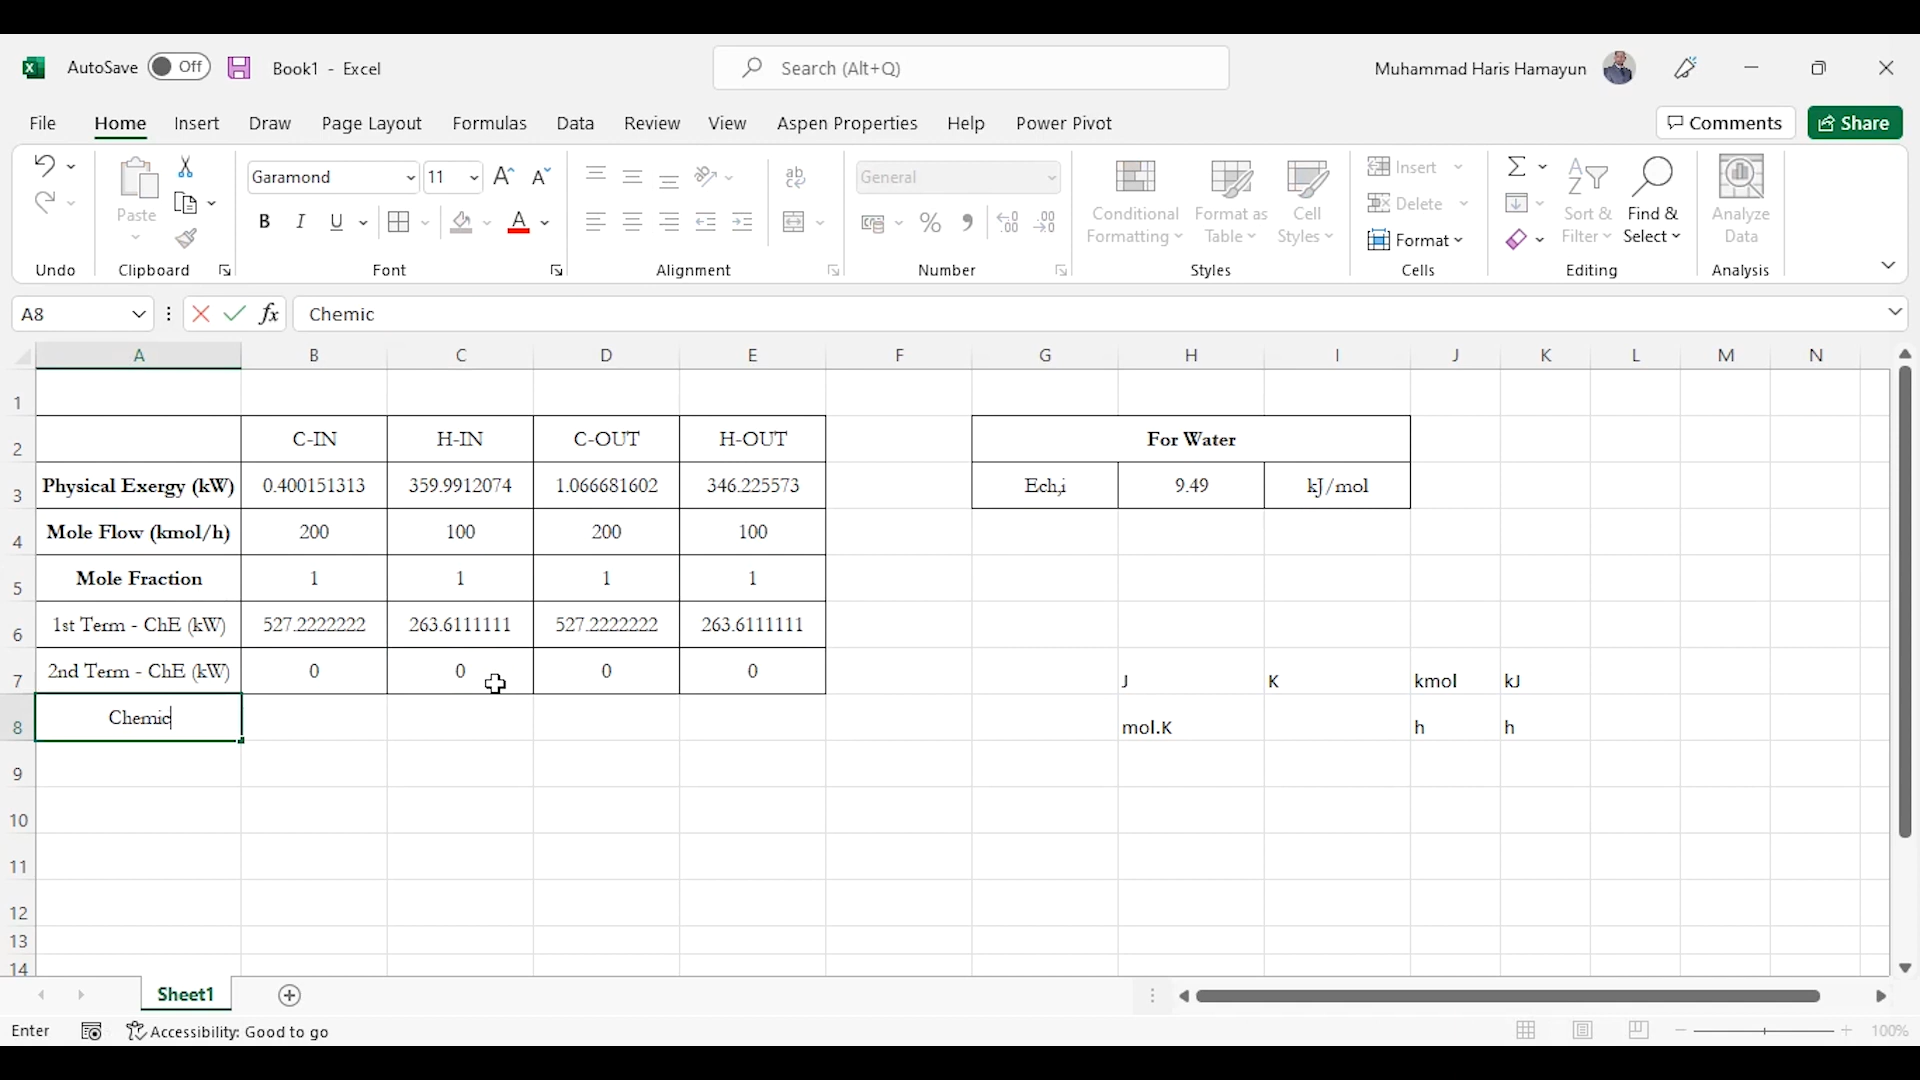 AutoSave Off Book1 - Excel Search (Alt+Q) Muhammad Haris Hamayun
File Home Insert Draw Page Layout Formulas Data Review View Aspen Properties Help Power Pivot Comments Share
Paste Garamond 11 General Conditional Formatting Format as Table Cell Styles Insert Delete Format Sort & Filter Find & Select Analyze Data
Undo Clipboard Font Alignment Number Styles Cells Editing Analysis
A8 fx Chemic
A B C D E F G H I J K L M N
1
2 C-IN H-IN C-OUT H-OUT For Water
3 Physical Exergy (kW) 0.400151313 359.9912074 1.066681602 346.225573 Ech,i 9.49 kJ/mol
4 Mole Flow (kmol/h) 200 100 200 100
5 Mole Fraction 1 1 1 1
6 1st Term - ChE (kW) 527.2222222 263.6111111 527.2222222 263.6111111
7 2nd Term - ChE (kW) 0 0 0 0 J K kmol kJ
8 Chemic mol.K h h
9
10
11
12
13
14
Sheet1
Enter Accessibility: Good to go 100%